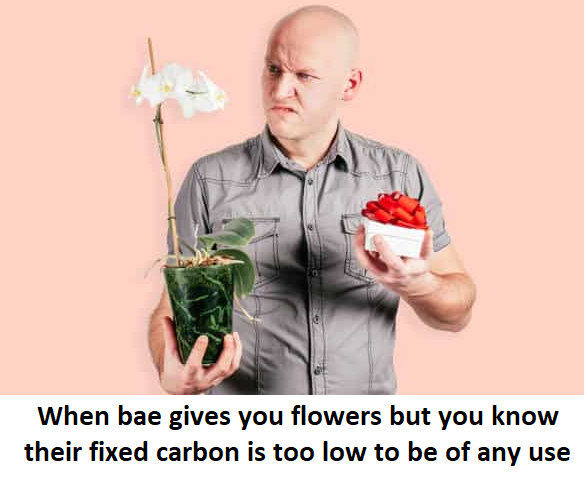 When bae gives you flowers but you know
their fixed carbon is too low to be of any use